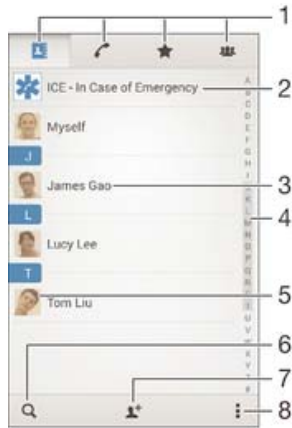 1
ICE - In Case of Emergency
2
Myself
J
James Gao
3
L
4
Lucy Lee
T
Tom Liu
5
6
7
8
A
B
C
D
E
F
G
H
I
J
K
L
M
N
O
P
Q
R
S
T
U
V
W
X
Y
Z
#